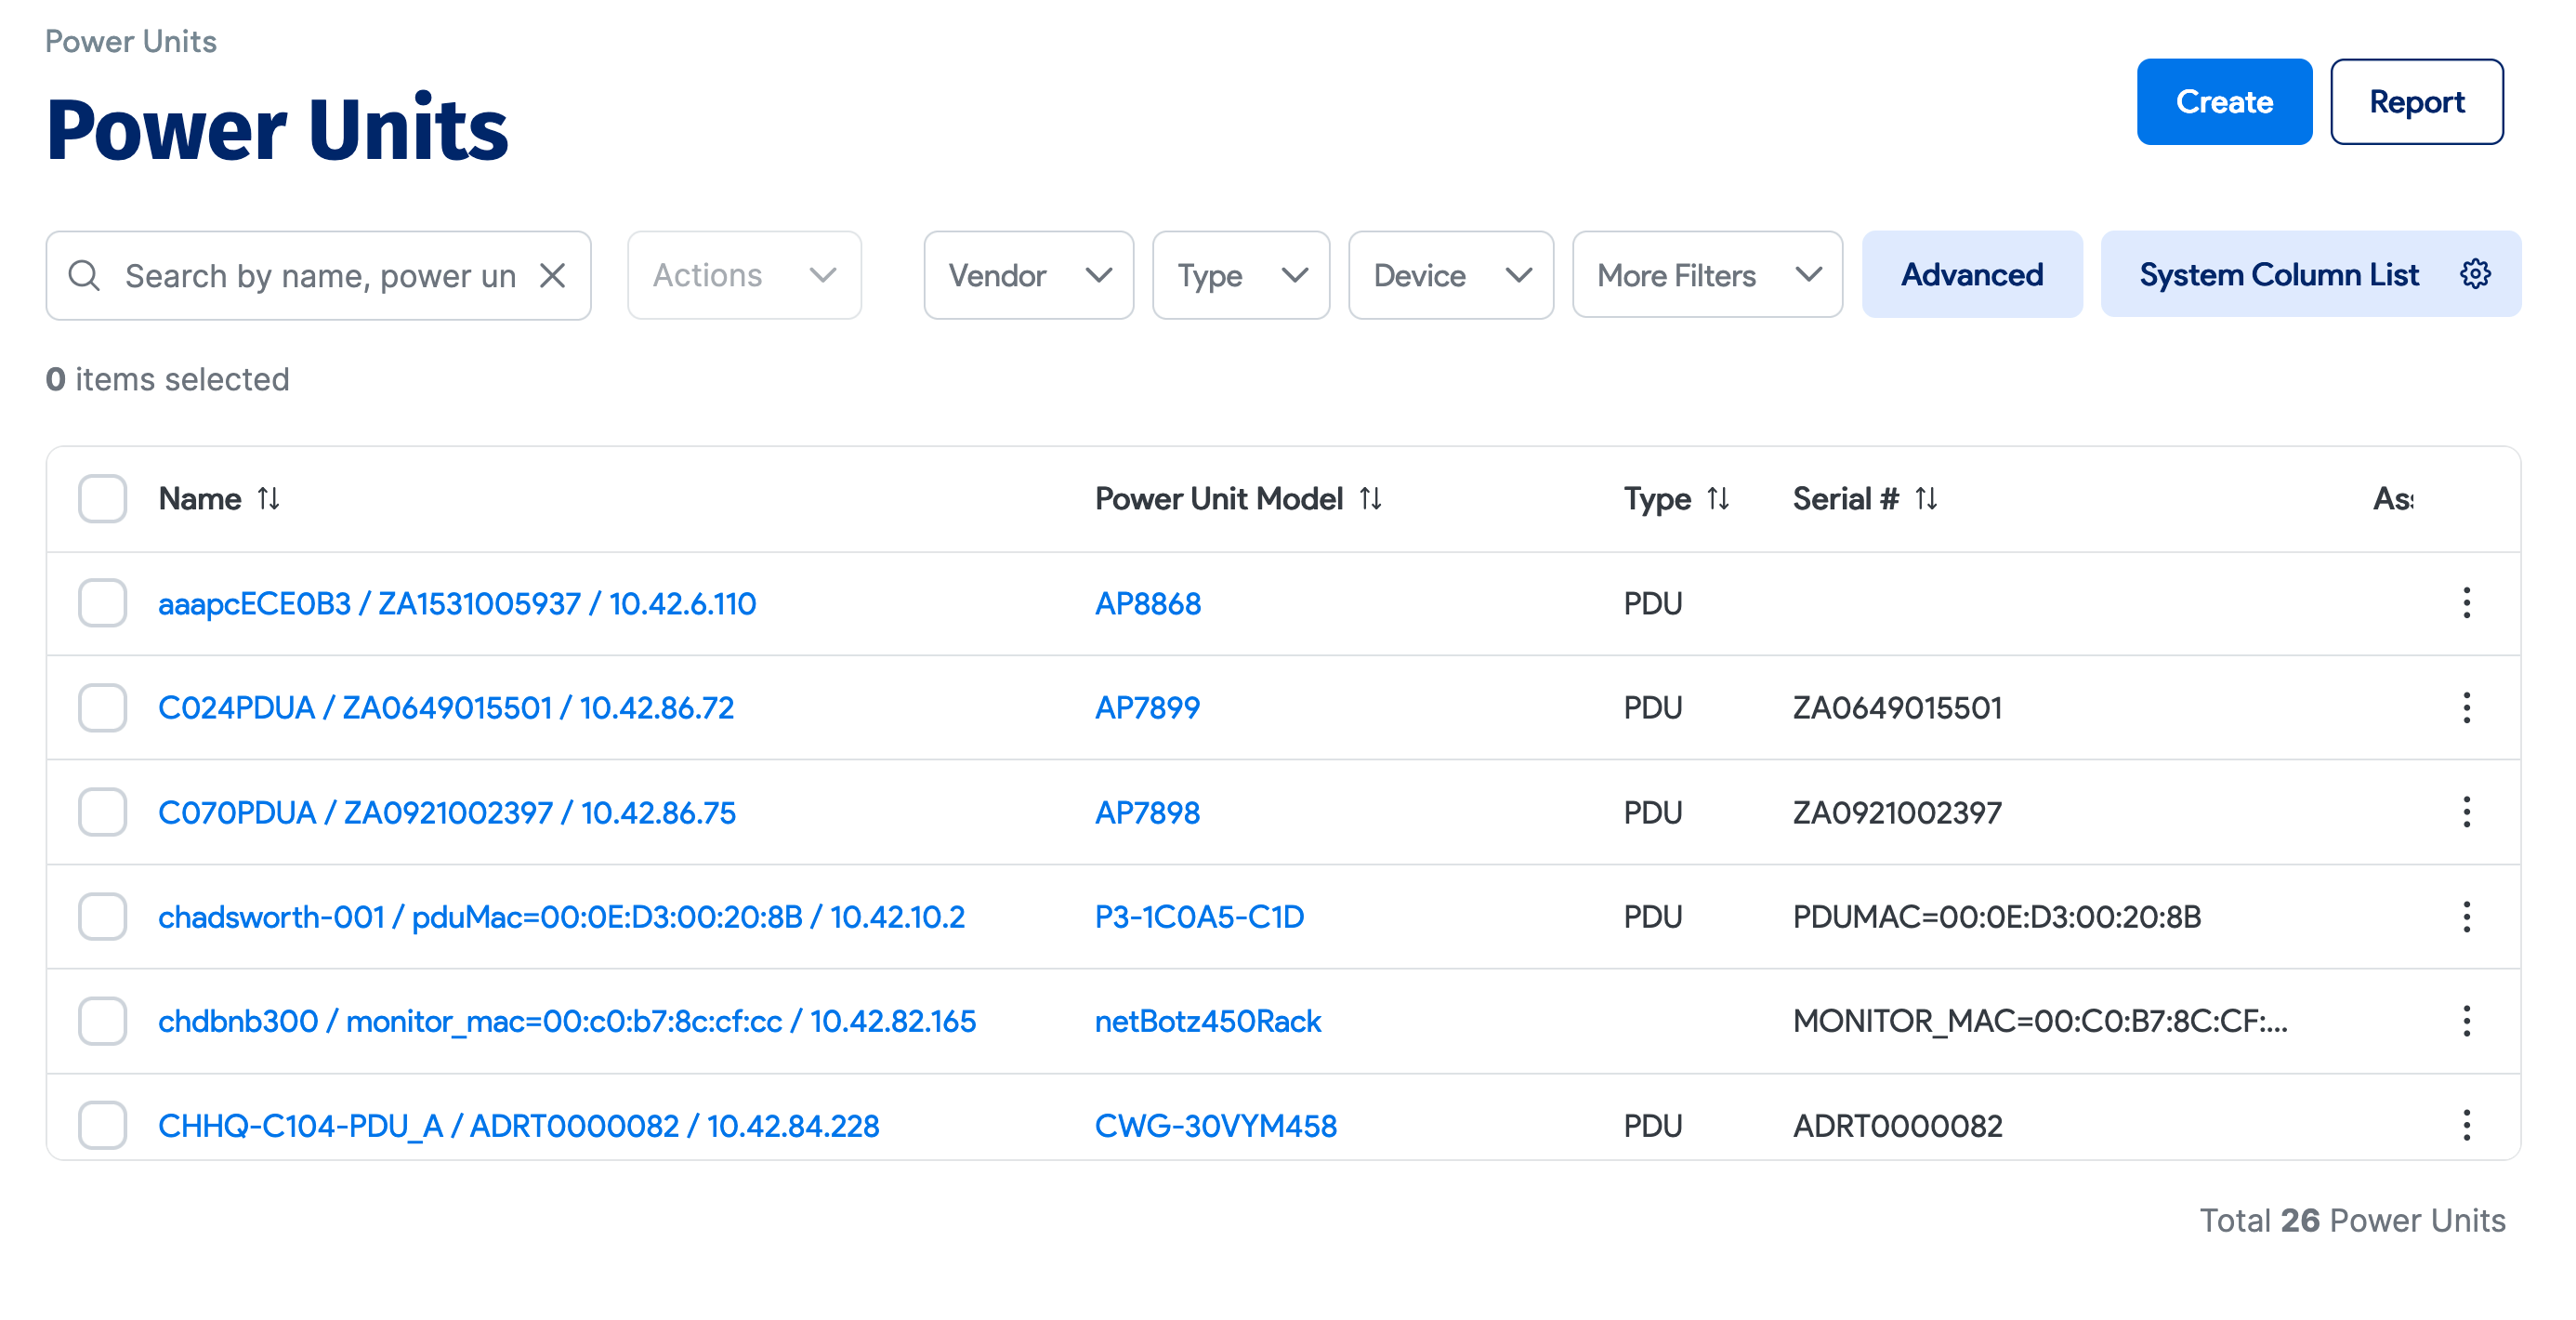 Power Units
Power Units
Create Report
Search by name, power un Actions Vendor Type Device More Filters Advanced System Column List
0 items selected
Name Power Unit Model Type Serial #
aaapcECE0B3 / ZA1531005937 / 10.42.6.110 AP8868 PDU
C024PDUA / ZA0649015501 / 10.42.86.72 AP7899 PDU ZA0649015501
C070PDUA / ZA0921002397 / 10.42.86.75 AP7898 PDU ZA0921002397
chadsworth-001 / pduMac=00:0E:D3:00:20:8B / 10.42.10.2 P3-1C0A5-C1D PDU PDUMAC=00:0E:D3:00:20:8B
chdbnb300 / monitor_mac=00:c0:b7:8c:cf:cc / 10.42.82.165 netBotz450Rack MONITOR_MAC=00:C0:B7:8C:CF:...
CHHQ-C104-PDU_A / ADRT0000082 / 10.42.84.228 CWG-30VYM458 PDU ADRT0000082
Total 26 Power Units